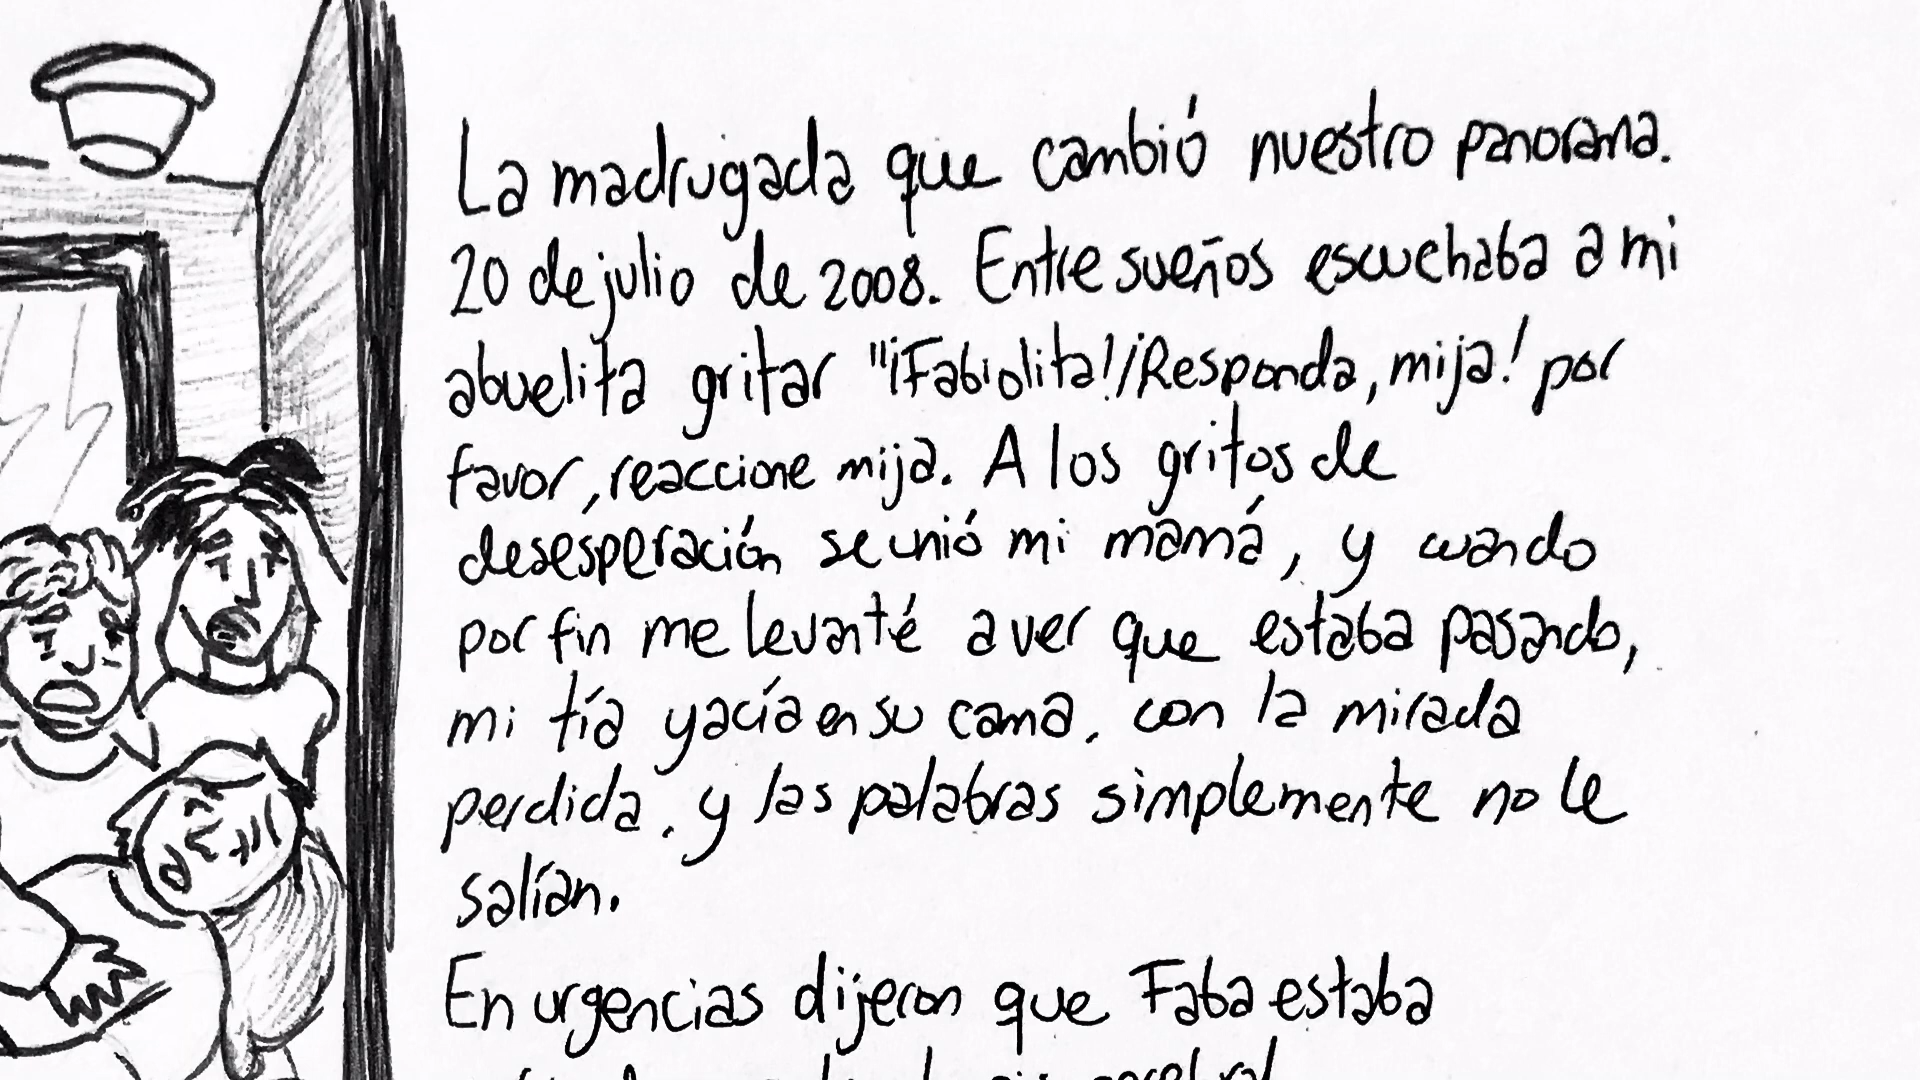 La madrugada que cambió nuestro panorama.
20 de julio de 2008. Entre sueños escuchaba a mi
abuelita gritar "¡Fabiolita!/¡Responda, mija! por
favor, reaccione mija. A los gritos de
desesperación se unió mi mamá, y cuando
por fin me levanté a ver que estaba pasando,
mi tía yacía en su cama, con la mirada
perdida, y las palabras simplemente no le
salían.
En urgencias dijeron que Faba estaba
cerebral